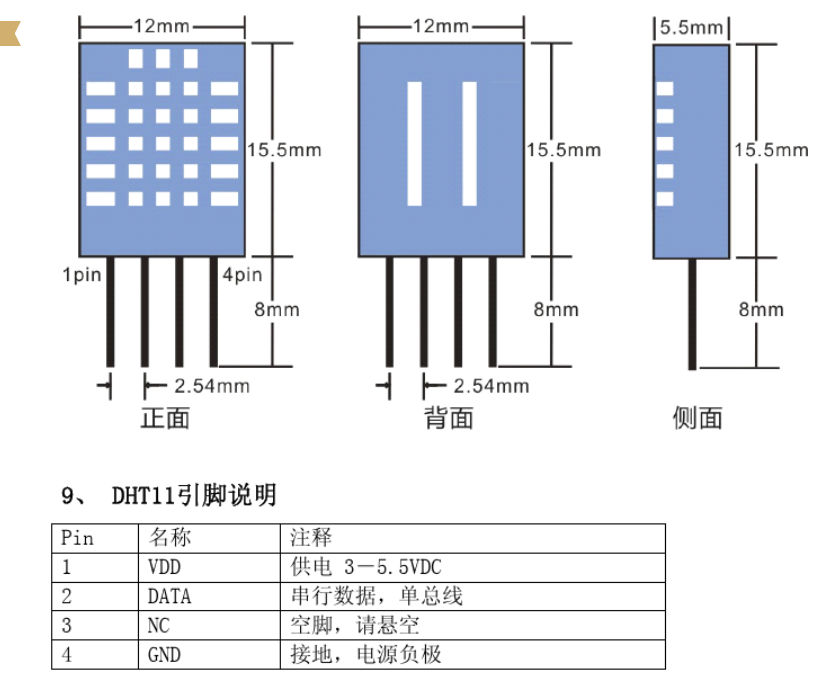 12mm 12mm 5.5mm
15.5mm 15.5mm 15.5mm
1pin 4pin
8mm 8mm 8mm
2.54mm 2.54mm
正面 背面 侧面
9、 DHT11引脚说明
Pin 名称 注释
1 VDD 供电 3－5.5VDC
2 DATA 串行数据，单总线
3 NC 空脚，请悬空
4 GND 接地，电源负极